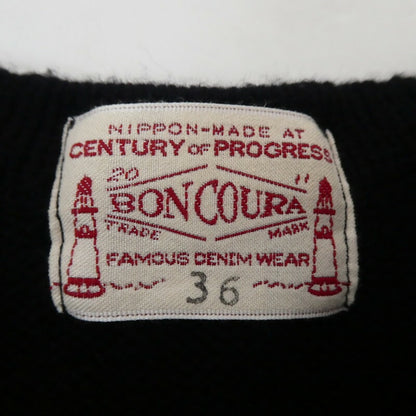 NIPPON-MADE AT
CENTURY OF PROGRESS
20 11
BONCOURA
TRADE MARK
FAMOUS DENIM WEAR
36